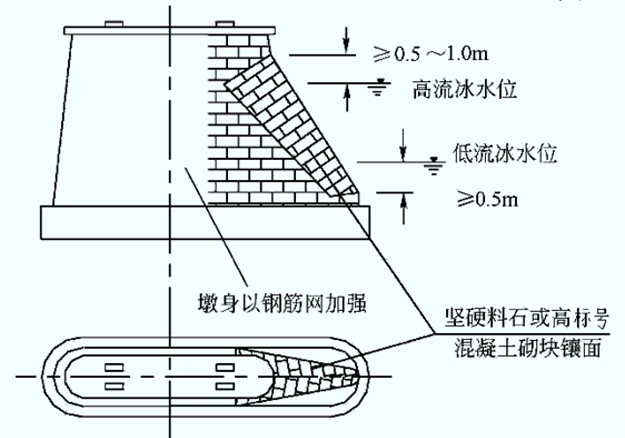 ≥0.5～1.0m
高流冰水位
低流冰水位
≥0.5m
墩身以钢筋网加强
坚硬料石或高标号
混凝土砌块镶面